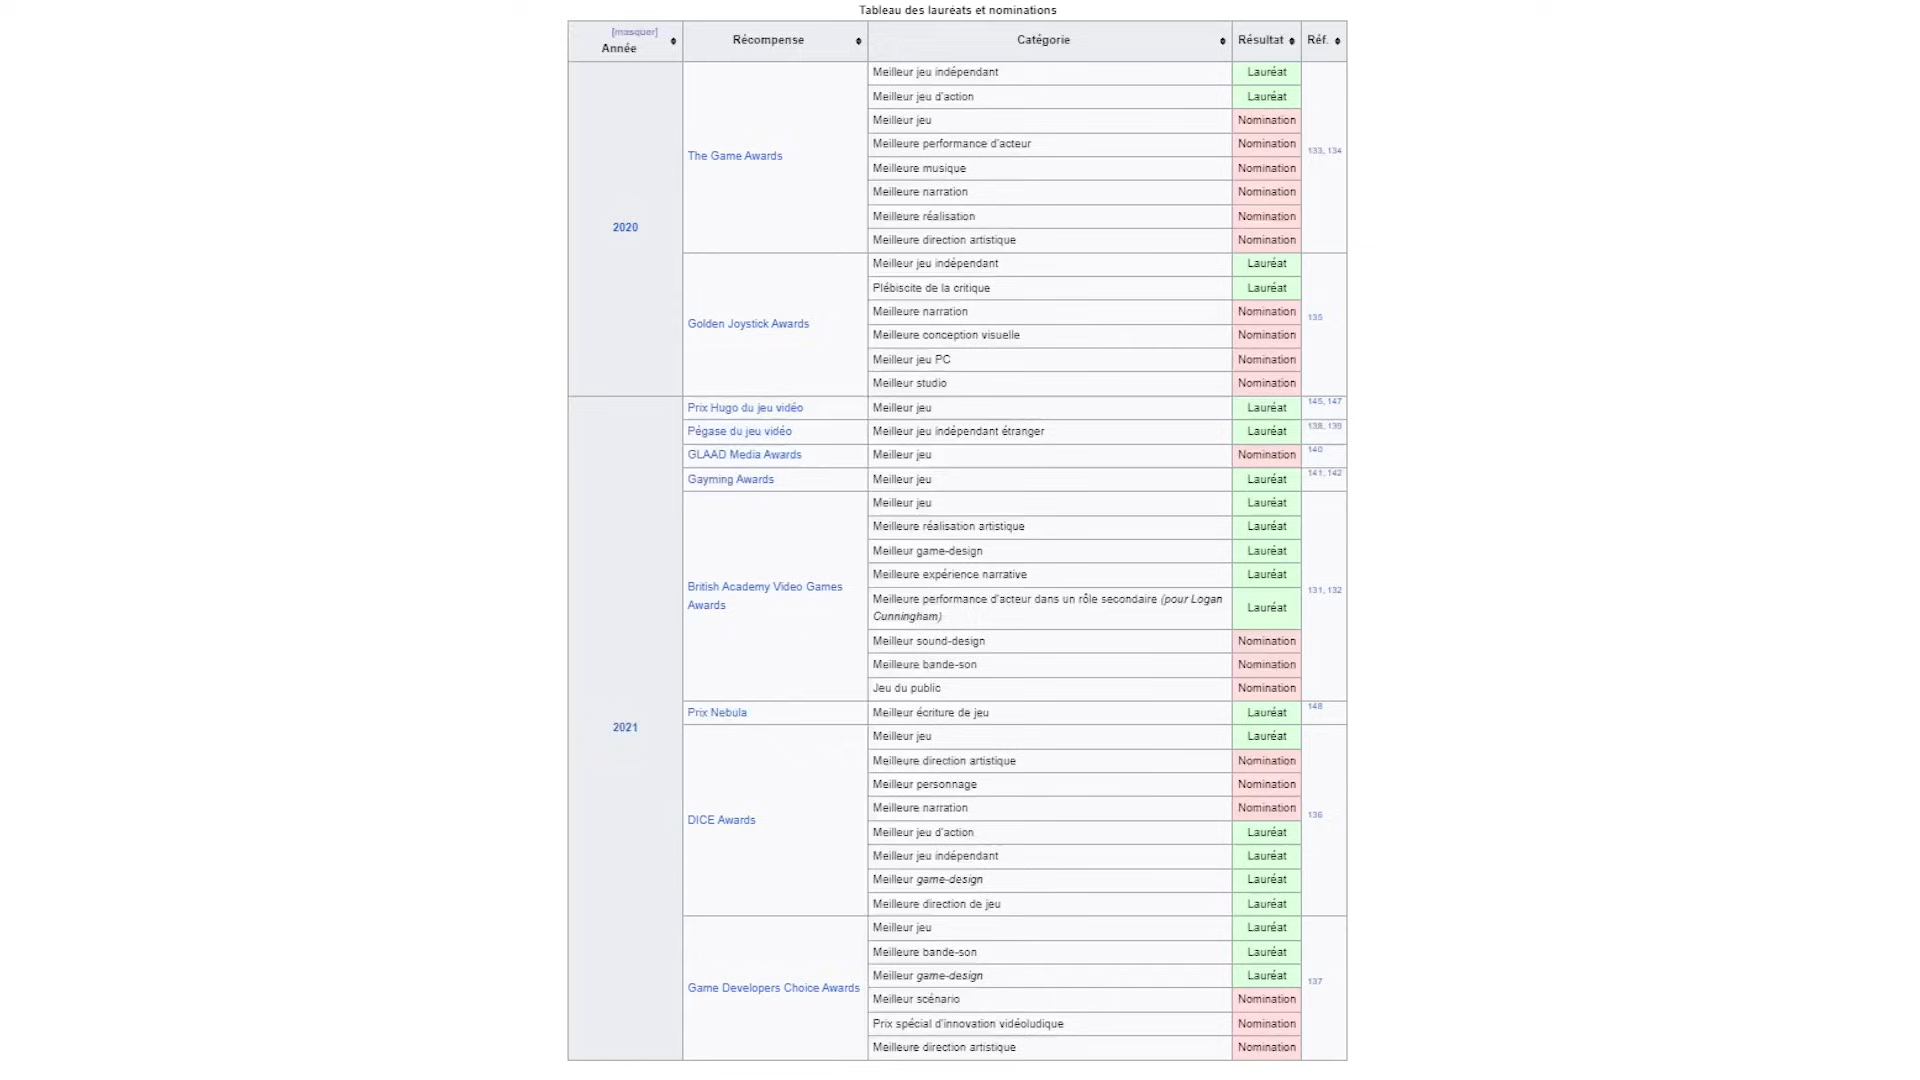 Tableau des lauréats et nominations
[masquer]
Année
Récompense
Catégorie
Résultat
Réf.
2020
The Game Awards
Meilleur jeu indépendant
Lauréat
133, 134
Meilleur jeu d'action
Lauréat
Meilleur jeu
Nomination
Meilleure performance d'acteur
Nomination
Meilleure musique
Nomination
Meilleure narration
Nomination
Meilleure réalisation
Nomination
Meilleure direction artistique
Nomination
Golden Joystick Awards
Meilleur jeu indépendant
Lauréat
135
Plébiscite de la critique
Lauréat
Meilleure narration
Nomination
Meilleure conception visuelle
Nomination
Meilleur jeu PC
Nomination
Meilleur studio
Nomination
2021
Prix Hugo du jeu vidéo
Meilleur jeu
Lauréat
145, 147
Pégase du jeu vidéo
Meilleur jeu indépendant étranger
Lauréat
138, 139
GLAAD Media Awards
Meilleur jeu
Nomination
140
Gayming Awards
Meilleur jeu
Lauréat
141, 142
British Academy Video Games
Awards
Meilleur jeu
Lauréat
131, 132
Meilleure réalisation artistique
Lauréat
Meilleur game-design
Lauréat
Meilleure expérience narrative
Lauréat
Meilleure performance d'acteur dans un rôle secondaire (pour Logan
Cunningham)
Lauréat
Meilleur sound-design
Nomination
Meilleure bande-son
Nomination
Jeu du public
Nomination
Prix Nebula
Meilleur écriture de jeu
Lauréat
148
DICE Awards
Meilleur jeu
Lauréat
136
Meilleure direction artistique
Nomination
Meilleur personnage
Nomination
Meilleure narration
Nomination
Meilleur jeu d'action
Lauréat
Meilleur jeu indépendant
Lauréat
Meilleur game-design
Lauréat
Meilleure direction de jeu
Lauréat
Game Developers Choice Awards
Meilleur jeu
Lauréat
137
Meilleure bande-son
Lauréat
Meilleur game-design
Lauréat
Meilleur scénario
Nomination
Prix spécial d'innovation vidéoludique
Nomination
Meilleure direction artistique
Nomination